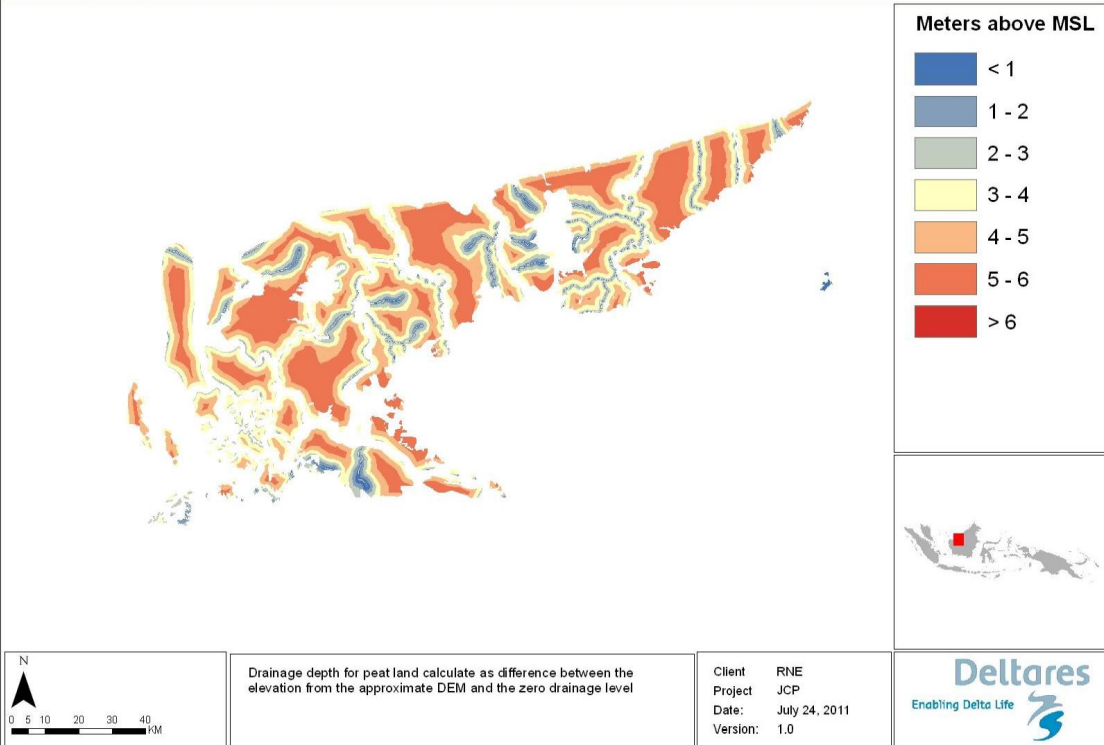 Meters above MSL
< 1
1 - 2
2 - 3
3 - 4
4 - 5
5 - 6
> 6
N
0 5 10 20 30 40
KM
Drainage depth for peat land calculate as difference between the
elevation from the approximate DEM and the zero drainage level
Client RNE
Project JCP
Date: July 24, 2011
Version: 1.0
Deltares
Enabling Delta Life